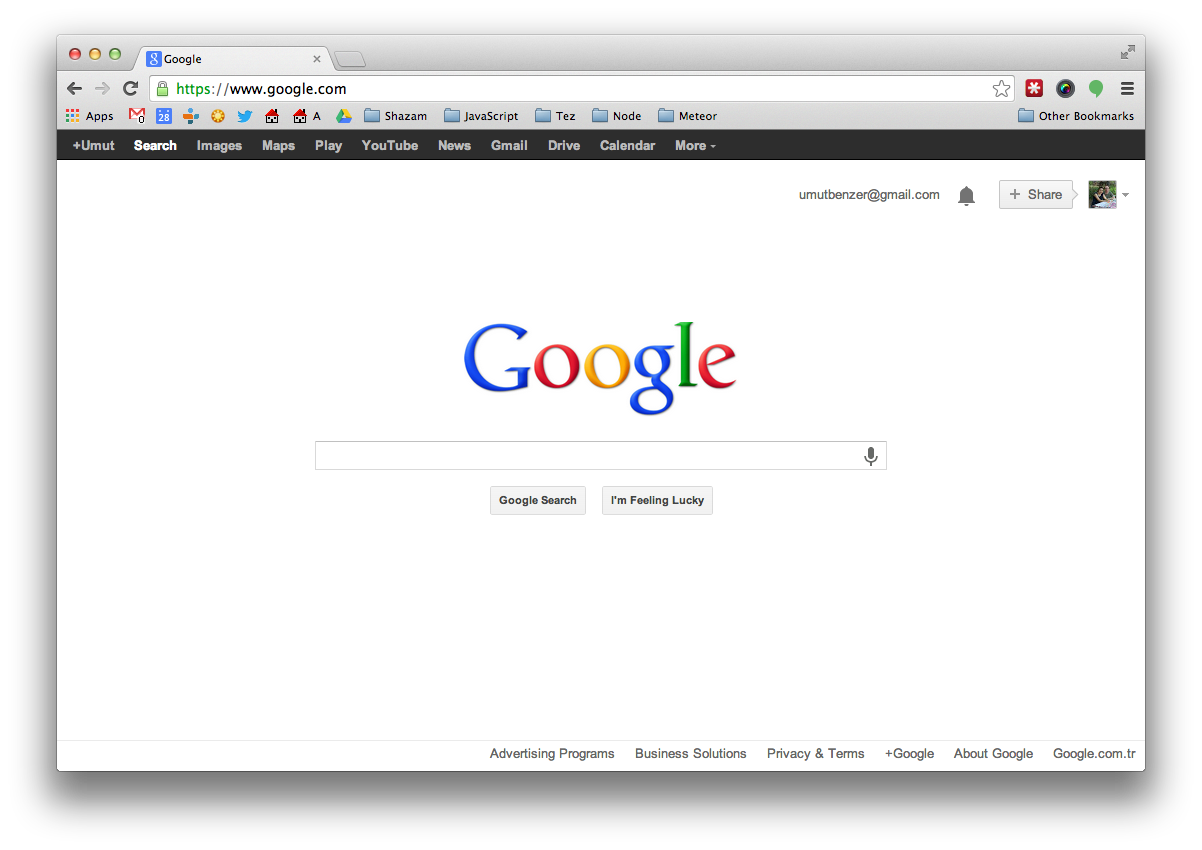 Google
https://www.google.com
Apps 0 28 A Shazam JavaScript Tez Node Meteor Other Bookmarks
+Umut Search Images Maps Play YouTube News Gmail Drive Calendar More
umutbenzer@gmail.com + Share
Google
Google Search I'm Feeling Lucky
Advertising Programs Business Solutions Privacy & Terms +Google About Google Google.com.tr